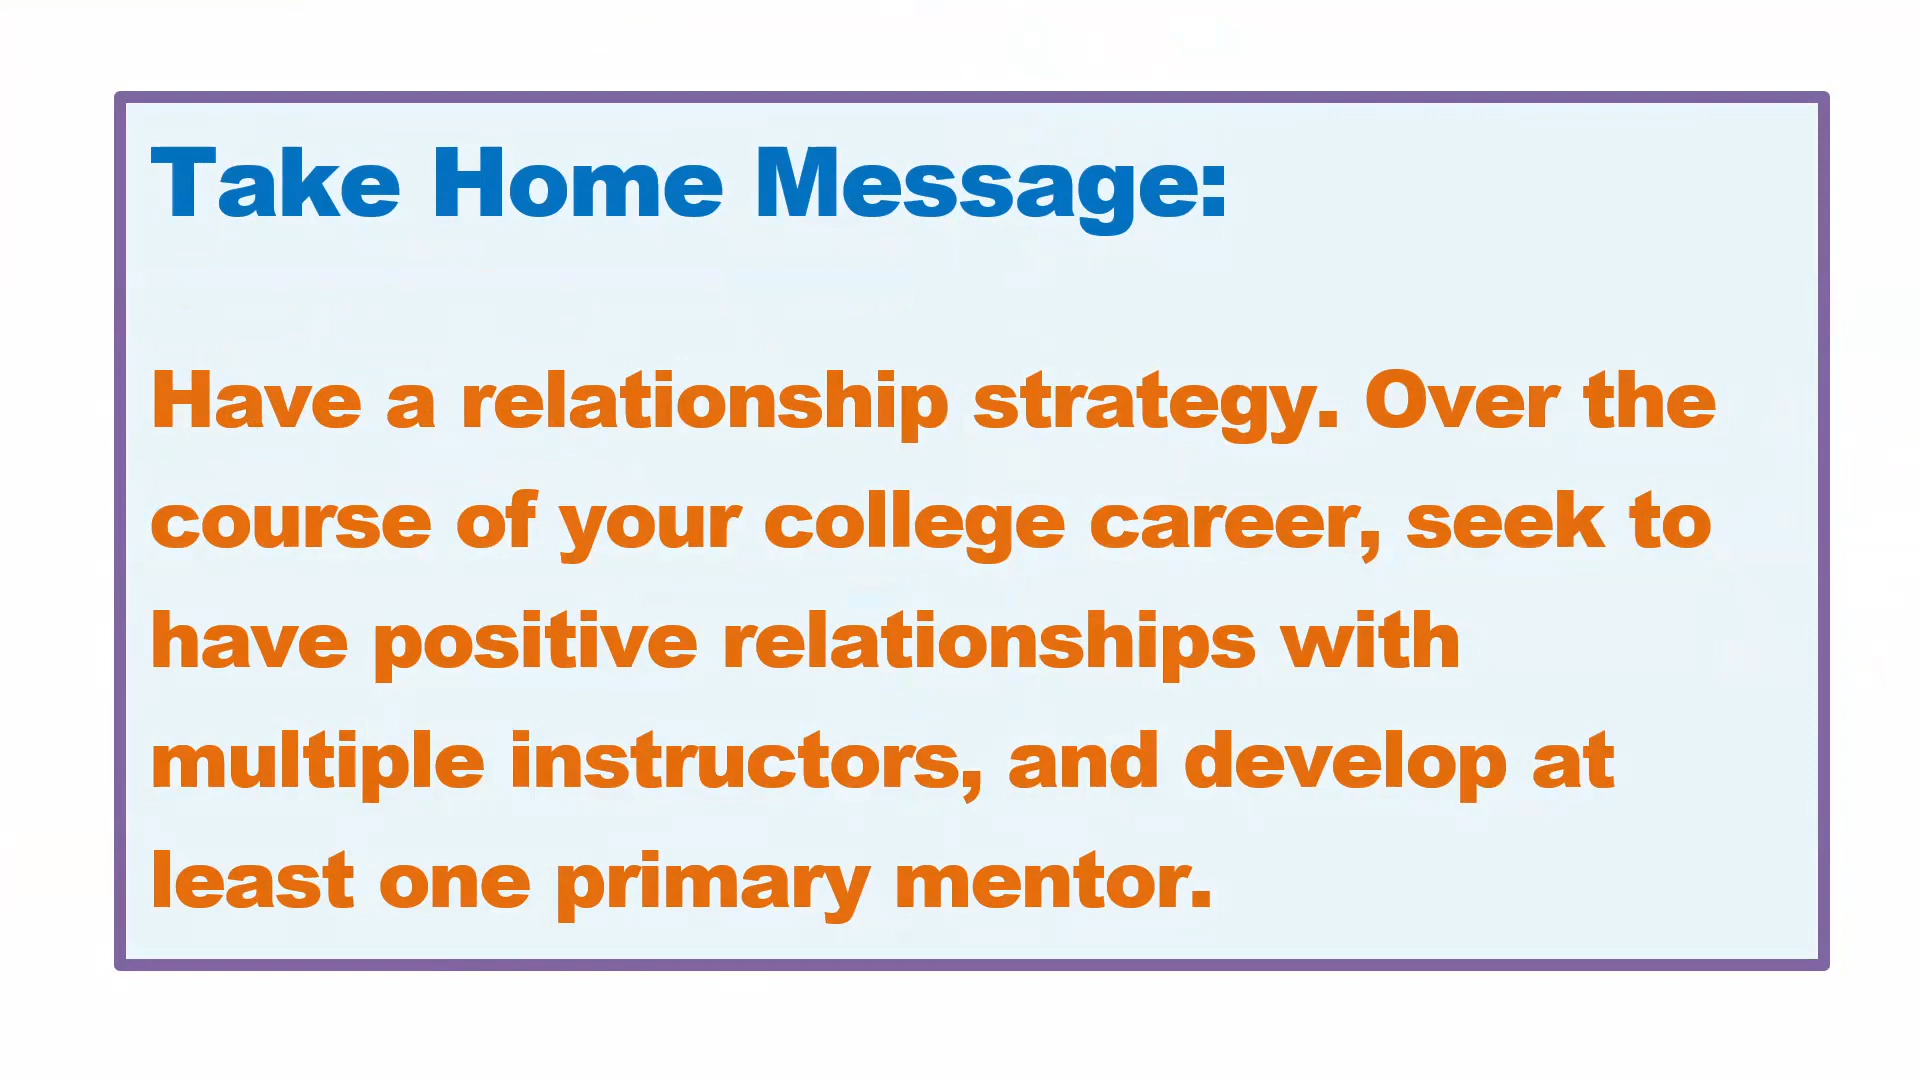 Take Home Message:
Have a relationship strategy. Over the
course of your college career, seek to
have positive relationships with
multiple instructors, and develop at
least one primary mentor.